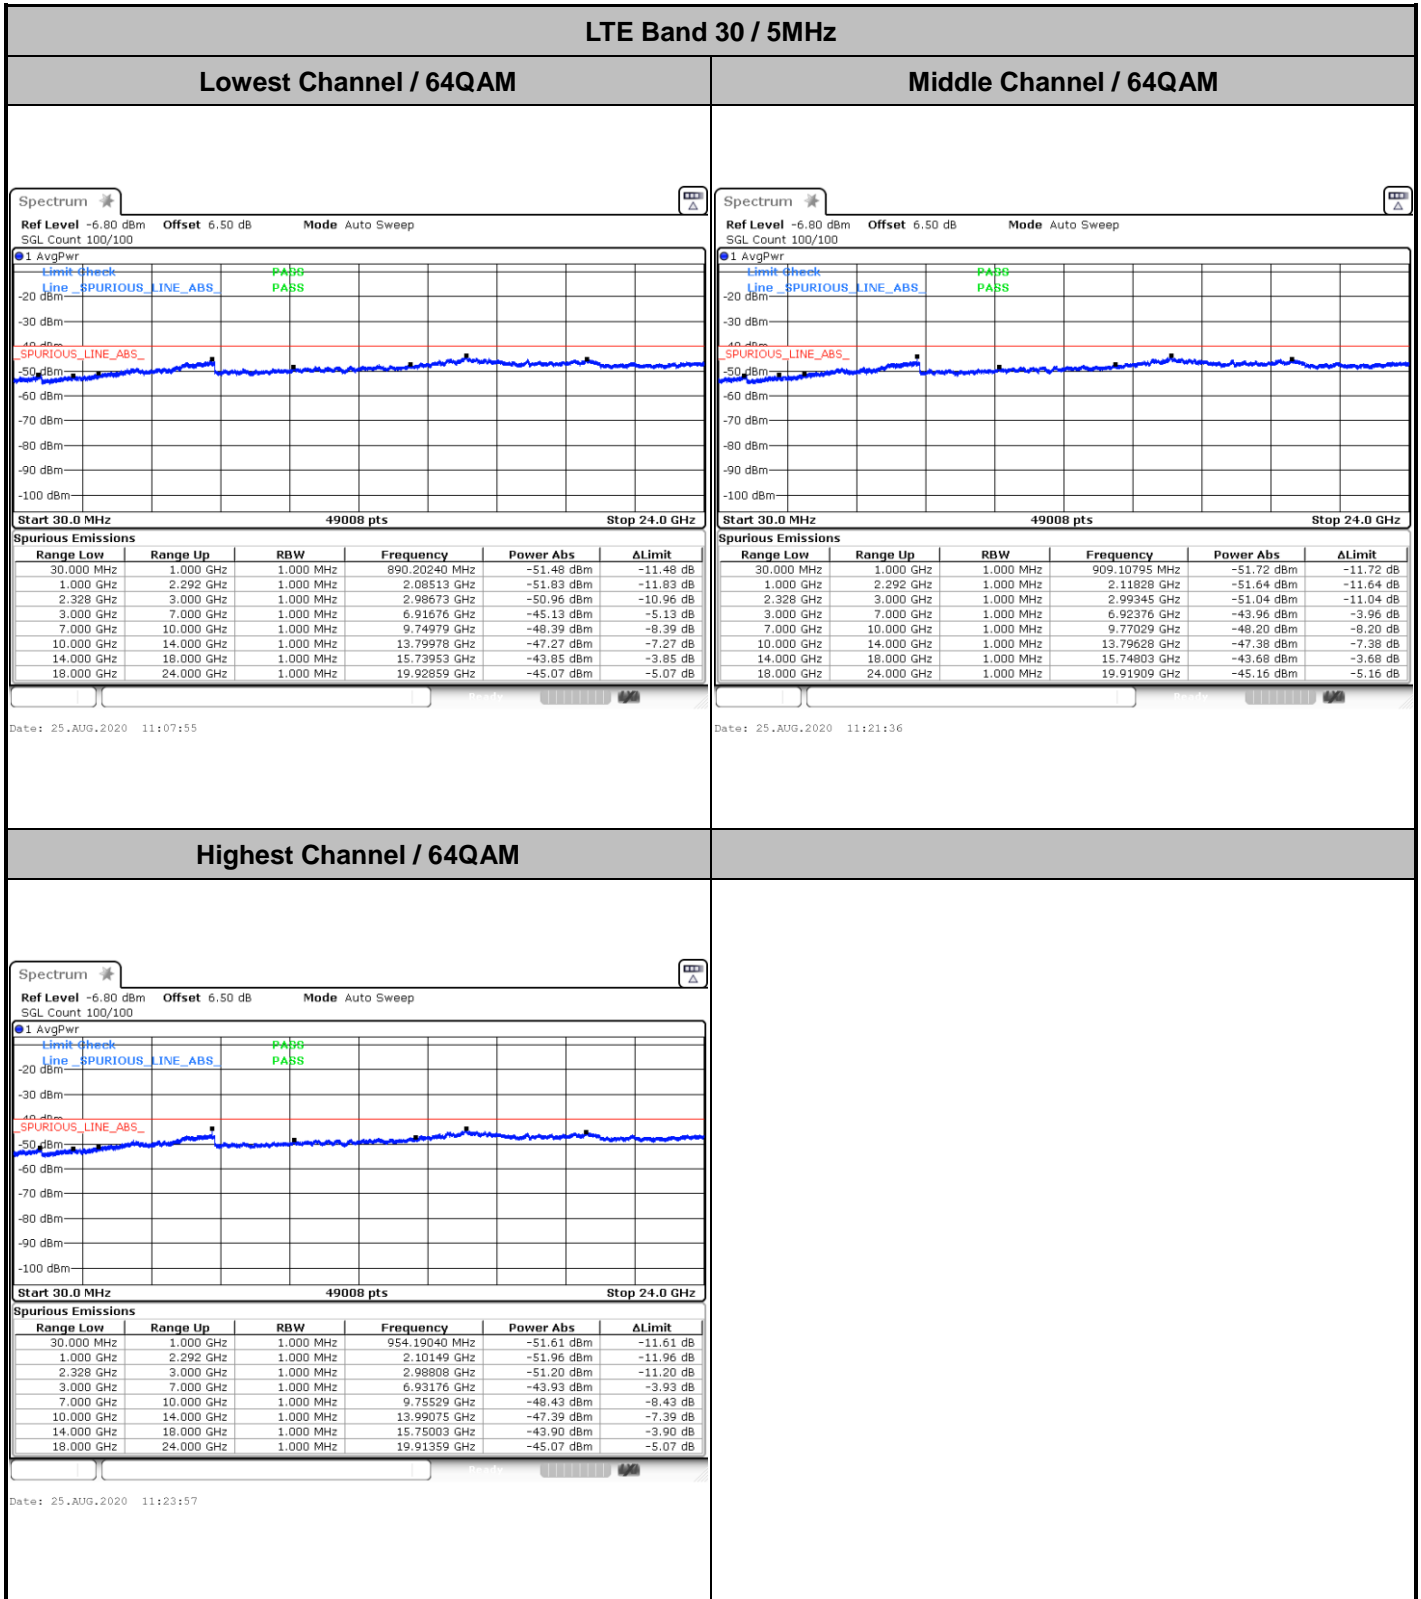 LTE Band 30 / 5MHz
Lowest Channel / 64QAM
Middle Channel / 64QAM
Spectrum
Ref Level -6.80 dBm Offset 6.50 dB Mode Auto Sweep
SGL Count 100/100
1 AvgPwr
Limit Check PASS
Line _SPURIOUS_LINE_ABS_ PASS
-20 dBm
-30 dBm
-40 dBm
_SPURIOUS_LINE_ABS_
-50 dBm
-60 dBm
-70 dBm
-80 dBm
-90 dBm
-100 dBm
Start 30.0 MHz 49008 pts Stop 24.0 GHz
Spurious Emissions
Range Low Range Up RBW Frequency Power Abs ΔLimit
30.000 MHz 1.000 GHz 1.000 MHz 890.20240 MHz -51.48 dBm -11.48 dB
1.000 GHz 2.292 GHz 1.000 MHz 2.08513 GHz -51.83 dBm -11.83 dB
2.328 GHz 3.000 GHz 1.000 MHz 2.98673 GHz -50.96 dBm -10.96 dB
3.000 GHz 7.000 GHz 1.000 MHz 6.91676 GHz -45.13 dBm -5.13 dB
7.000 GHz 10.000 GHz 1.000 MHz 9.74979 GHz -48.39 dBm -8.39 dB
10.000 GHz 14.000 GHz 1.000 MHz 13.79978 GHz -47.27 dBm -7.27 dB
14.000 GHz 18.000 GHz 1.000 MHz 15.73953 GHz -43.85 dBm -3.85 dB
18.000 GHz 24.000 GHz 1.000 MHz 19.92859 GHz -45.07 dBm -5.07 dB
Ready
Date: 25.AUG.2020 11:07:55
Spectrum
Ref Level -6.80 dBm Offset 6.50 dB Mode Auto Sweep
SGL Count 100/100
1 AvgPwr
Limit Check PASS
Line _SPURIOUS_LINE_ABS_ PASS
-20 dBm
-30 dBm
-40 dBm
_SPURIOUS_LINE_ABS_
-50 dBm
-60 dBm
-70 dBm
-80 dBm
-90 dBm
-100 dBm
Start 30.0 MHz 49008 pts Stop 24.0 GHz
Spurious Emissions
Range Low Range Up RBW Frequency Power Abs ΔLimit
30.000 MHz 1.000 GHz 1.000 MHz 909.10795 MHz -51.72 dBm -11.72 dB
1.000 GHz 2.292 GHz 1.000 MHz 2.11828 GHz -51.64 dBm -11.64 dB
2.328 GHz 3.000 GHz 1.000 MHz 2.99345 GHz -51.04 dBm -11.04 dB
3.000 GHz 7.000 GHz 1.000 MHz 6.92376 GHz -43.96 dBm -3.96 dB
7.000 GHz 10.000 GHz 1.000 MHz 9.77029 GHz -48.20 dBm -8.20 dB
10.000 GHz 14.000 GHz 1.000 MHz 13.79628 GHz -47.38 dBm -7.38 dB
14.000 GHz 18.000 GHz 1.000 MHz 15.74803 GHz -43.68 dBm -3.68 dB
18.000 GHz 24.000 GHz 1.000 MHz 19.91909 GHz -45.16 dBm -5.16 dB
Ready
Date: 25.AUG.2020 11:21:36
Highest Channel / 64QAM
Spectrum
Ref Level -6.80 dBm Offset 6.50 dB Mode Auto Sweep
SGL Count 100/100
1 AvgPwr
Limit Check PASS
Line _SPURIOUS_LINE_ABS_ PASS
-20 dBm
-30 dBm
-40 dBm
_SPURIOUS_LINE_ABS_
-50 dBm
-60 dBm
-70 dBm
-80 dBm
-90 dBm
-100 dBm
Start 30.0 MHz 49008 pts Stop 24.0 GHz
Spurious Emissions
Range Low Range Up RBW Frequency Power Abs ΔLimit
30.000 MHz 1.000 GHz 1.000 MHz 954.19040 MHz -51.61 dBm -11.61 dB
1.000 GHz 2.292 GHz 1.000 MHz 2.10149 GHz -51.96 dBm -11.96 dB
2.328 GHz 3.000 GHz 1.000 MHz 2.98808 GHz -51.20 dBm -11.20 dB
3.000 GHz 7.000 GHz 1.000 MHz 6.93176 GHz -43.93 dBm -3.93 dB
7.000 GHz 10.000 GHz 1.000 MHz 9.75529 GHz -48.43 dBm -8.43 dB
10.000 GHz 14.000 GHz 1.000 MHz 13.99075 GHz -47.39 dBm -7.39 dB
14.000 GHz 18.000 GHz 1.000 MHz 15.75003 GHz -43.90 dBm -3.90 dB
18.000 GHz 24.000 GHz 1.000 MHz 19.91359 GHz -45.07 dBm -5.07 dB
Ready
Date: 25.AUG.2020 11:23:57